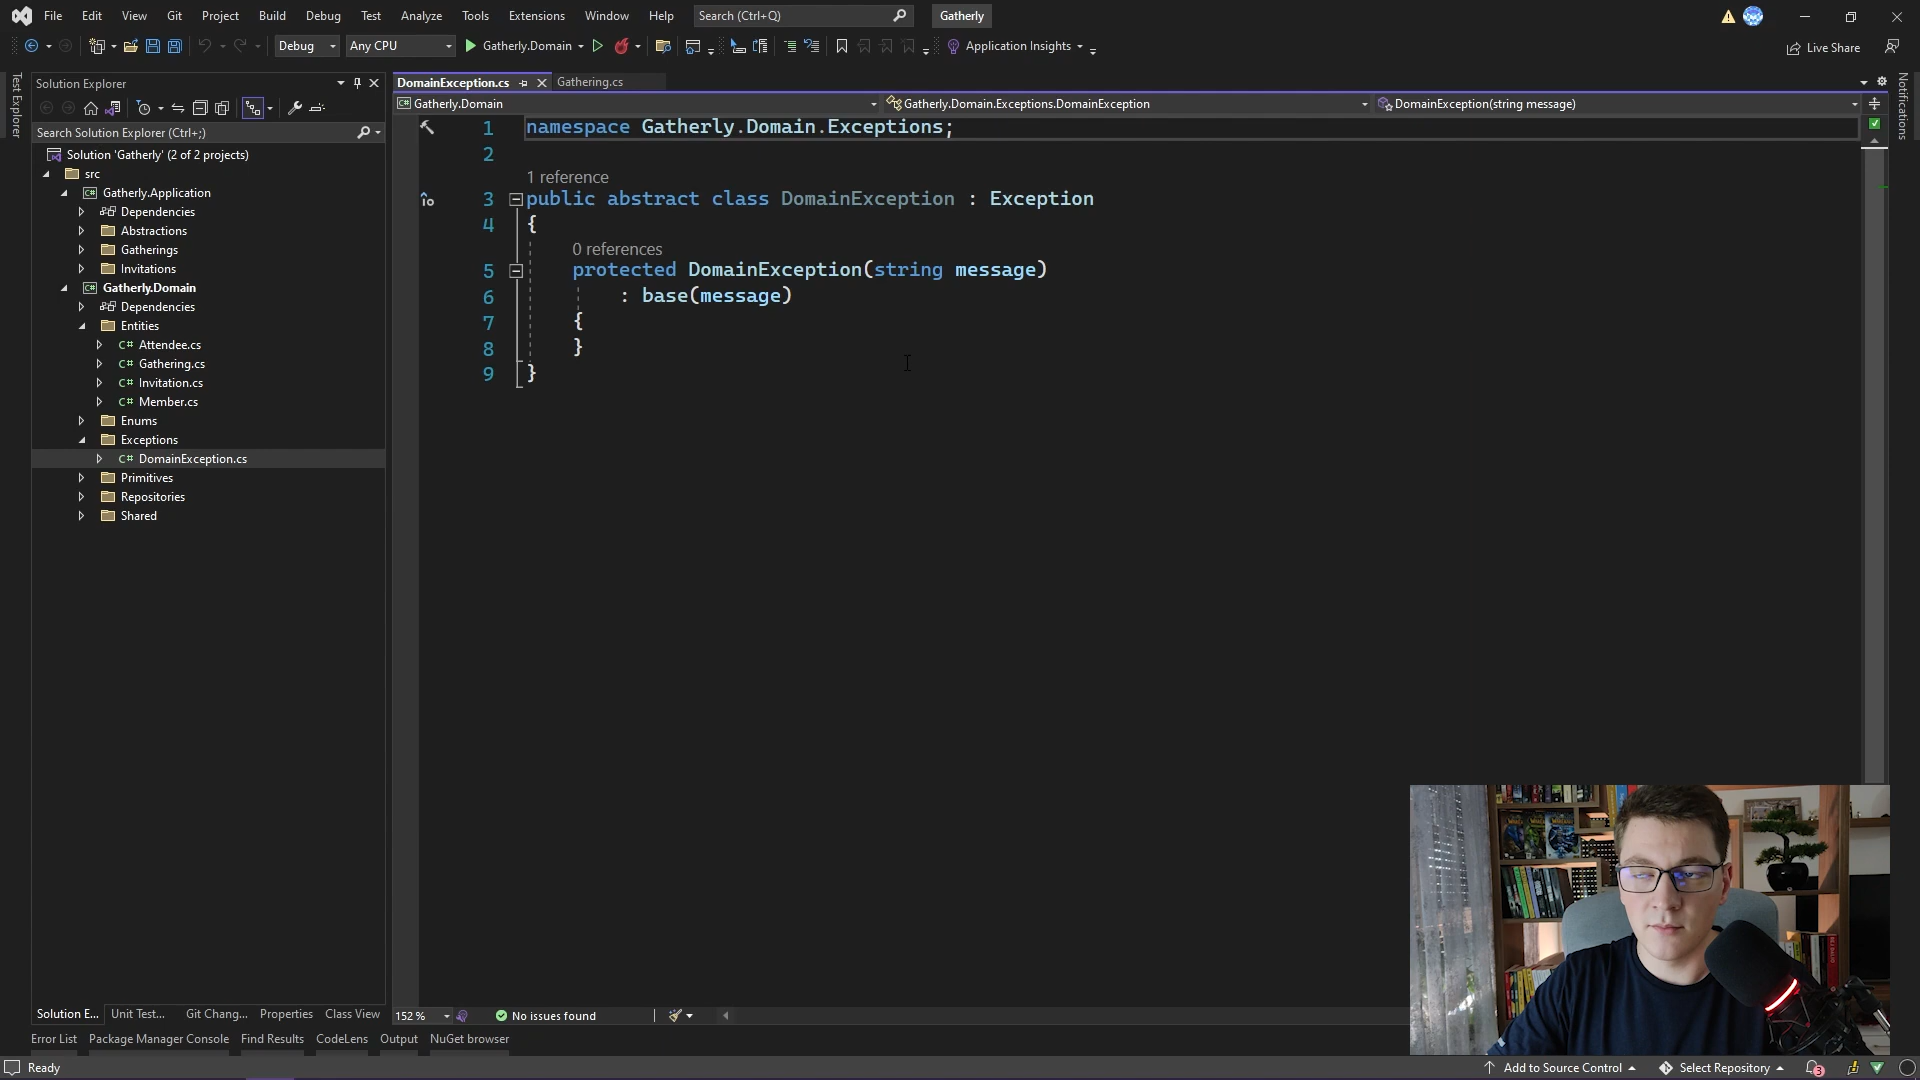 File Edit View Git Project Build Debug Test Analyze Tools Extensions Window Help Search (Ctrl+Q) Gatherly
Debug Any CPU Gatherly.Domain Application Insights Live Share
Test Explorer
Solution Explorer
Search Solution Explorer (Ctrl+;)
Solution 'Gatherly' (2 of 2 projects)
src
C# Gatherly.Application
Dependencies
Abstractions
Gatherings
Invitations
C# Gatherly.Domain
Dependencies
Entities
C# Attendee.cs
C# Gathering.cs
C# Invitation.cs
C# Member.cs
Enums
Exceptions
C# DomainException.cs
Primitives
Repositories
Shared
Solution E... Unit Test... Git Chang... Properties Class View
DomainException.cs Gathering.cs
C# Gatherly.Domain Gatherly.Domain.Exceptions.DomainException DomainException(string message)
1 namespace Gatherly.Domain.Exceptions;
2
1 reference
3 public abstract class DomainException : Exception
4 {
0 references
5 protected DomainException(string message)
6 : base(message)
7 {
8 }
9 }
Notifications
152 % No issues found
Error List Package Manager Console Find Results CodeLens Output NuGet browser
Ready Add to Source Control Select Repository 3